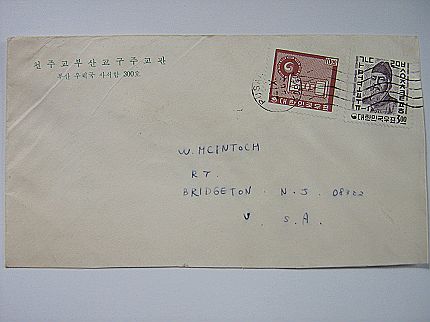 천주교부산교구주교관
부산 우체국 사서함 300호
대한민국우표
대한민국우표
W. MCINTOCH
RT.
BRIDGETON. N. J. 08302
U. S. A.